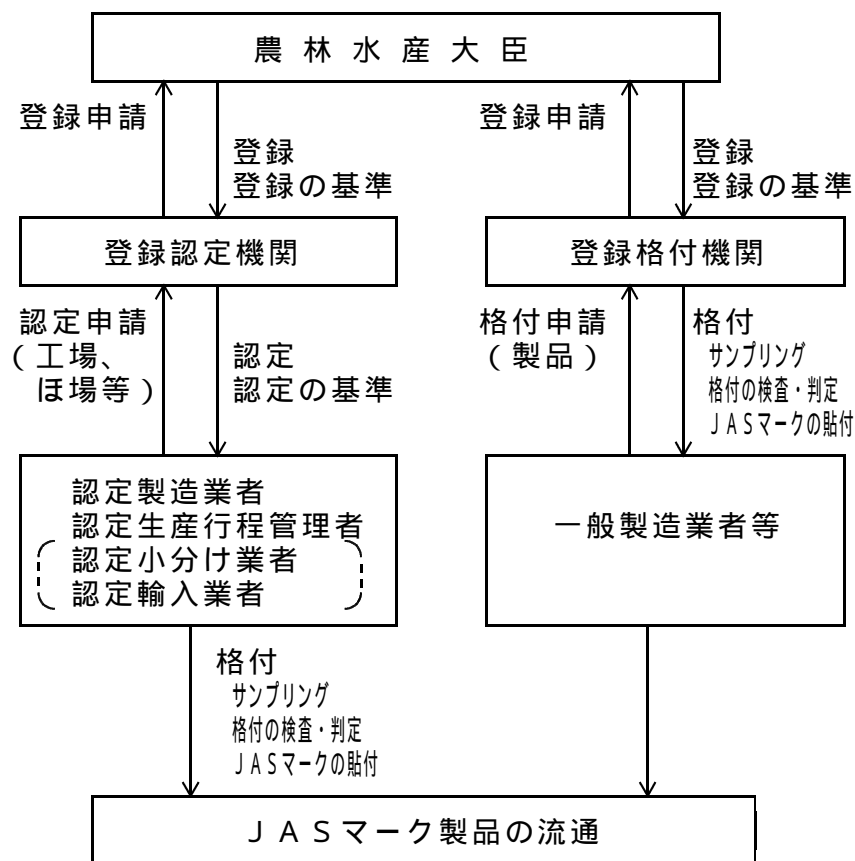 農林水産大臣
登録申請
登録
登録の基準
登録申請
登録
登録の基準
登録認定機関
登録格付機関
認定申請
(工場、
ほ場等)
認定
認定の基準
格付申請
(製品)
格付
サンプリング
格付の検査・判定
JASマークの貼付
認定製造業者
認定生産行程管理者
認定小分け業者
認定輸入業者
一般製造業者等
格付
サンプリング
格付の検査・判定
JASマークの貼付
JASマーク製品の流通